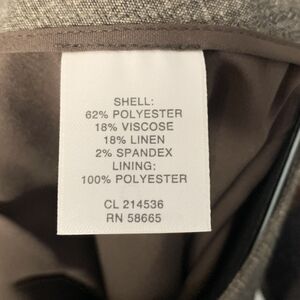 SHELL:
62% POLYESTER
18% VISCOSE
18% LINEN
2% SPANDEX
LINING:
100% POLYESTER
CL 214536
RN 58665